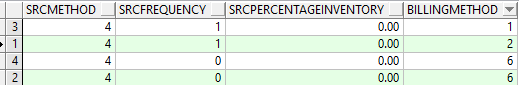 SRCMETHOD SRCFREQUENCY SRCPERCENTAGEINVENTORY BILLINGMETHOD
3 4 1 0.00 1
1 4 1 0.00 2
4 4 0 0.00 6
2 4 0 0.00 6